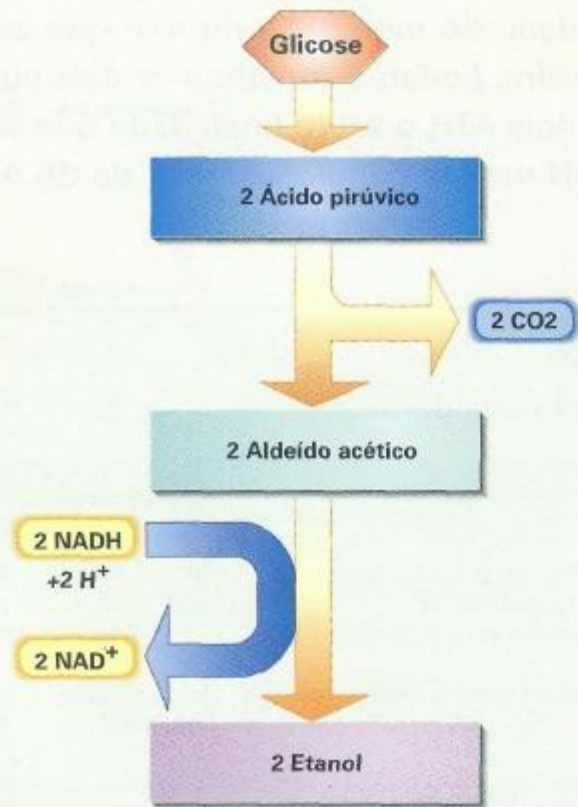 Glicose
2 Ácido pirúvico
2 CO2
2 Aldeído acético
2 NADH
+2 H⁺
2 NAD⁺
2 Etanol